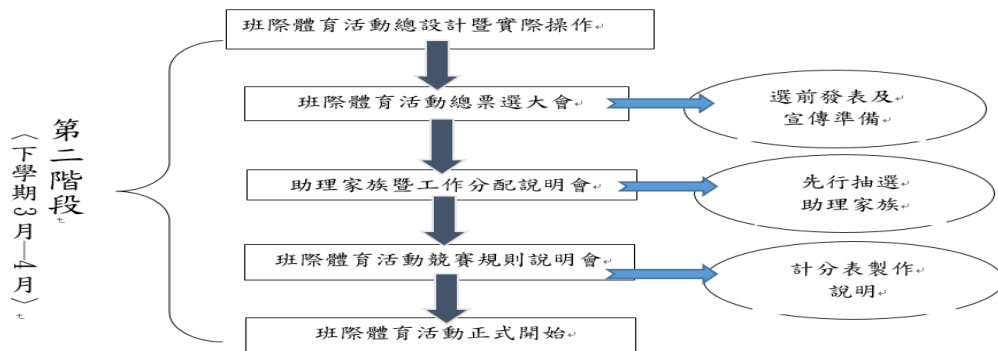 第二階段
〈下學期3月—4月〉
班際體育活動總設計暨實際操作
班際體育活動總票選大會
選前發表及
宣傳準備
助理家族暨工作分配說明會
先行抽選
助理家族
班際體育活動競賽規則說明會
計分表製作
說明
班際體育活動正式開始